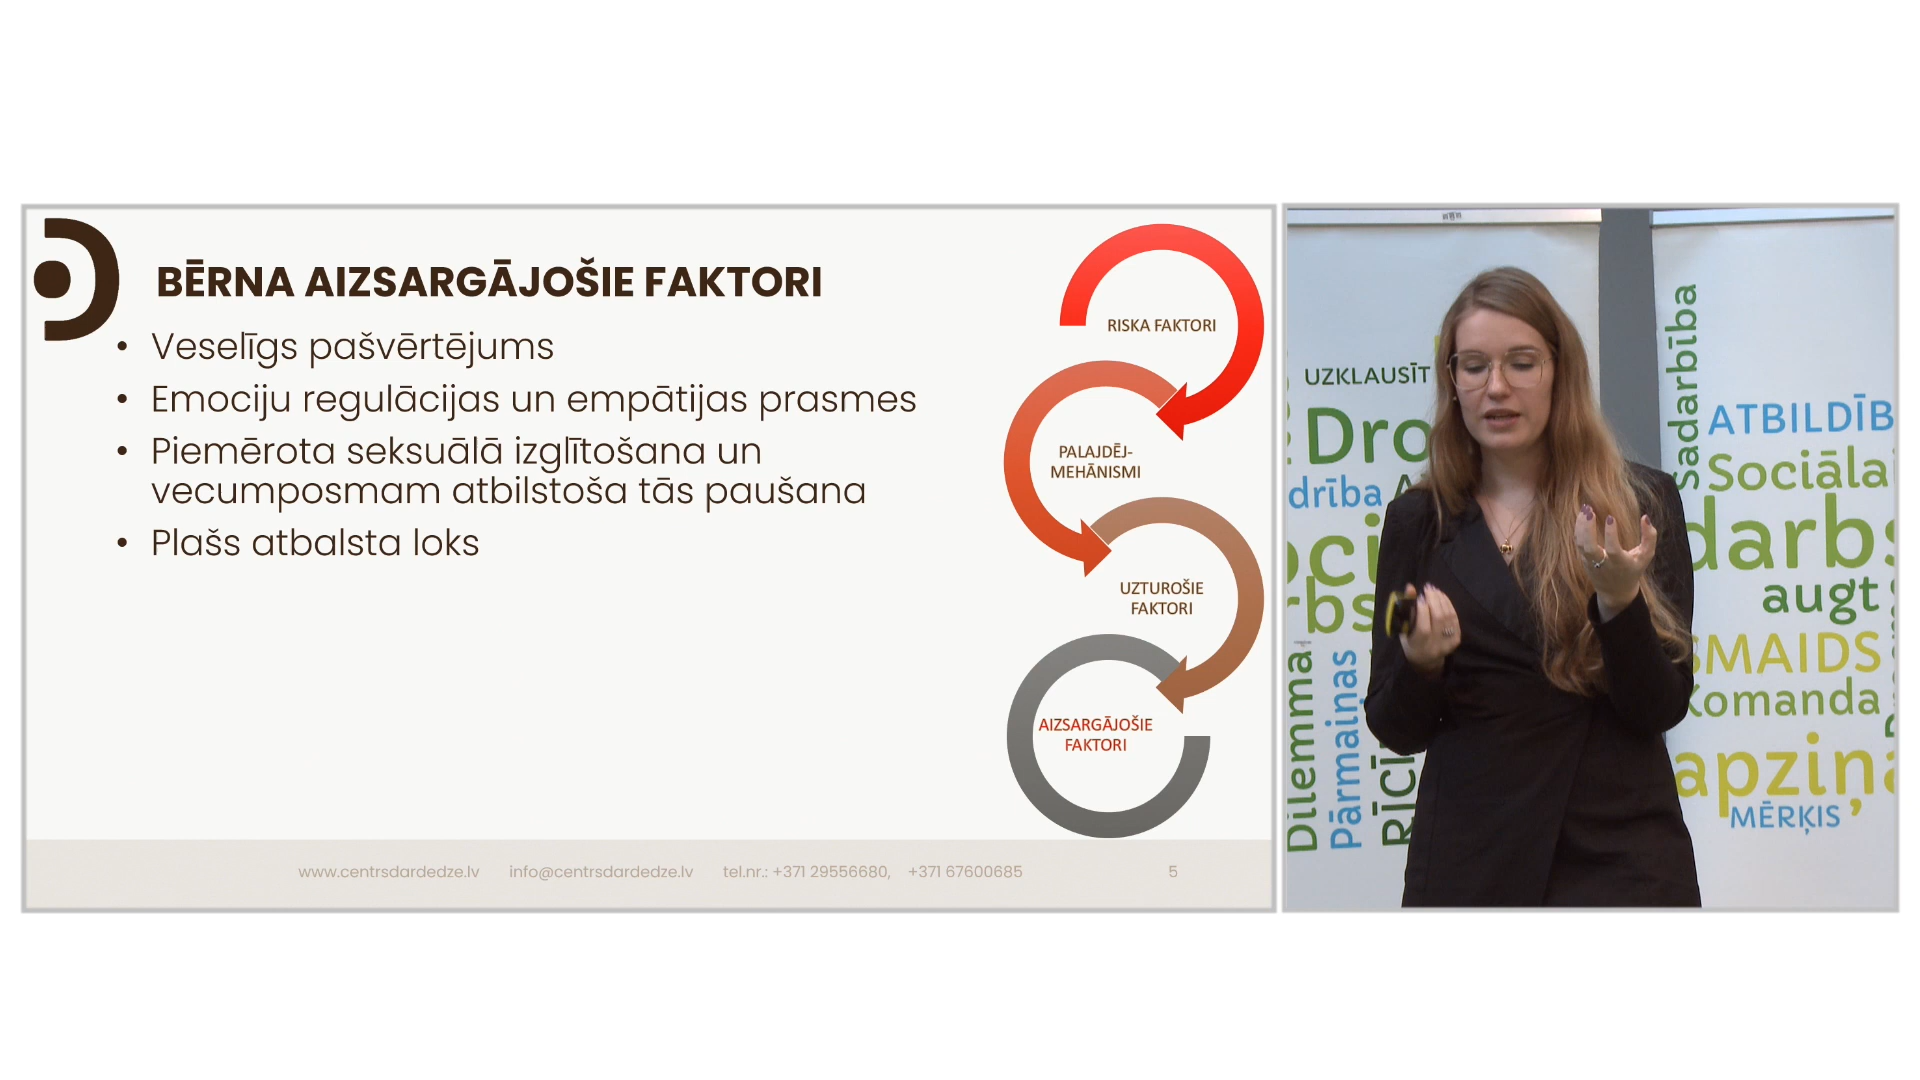 BĒRNA AIZSARGĀJOŠIE FAKTORI
• Veselīgs pašvērtējums
• Emociju regulācijas un empātijas prasmes
• Piemērota seksuālā izglītošana un
vecumposmam atbilstoša tās paušana
• Plašs atbalsta loks
RISKA FAKTORI
PALAJDĒJ-
MEHĀNISMI
UZTUROŠIE
FAKTORI
AIZSARGĀJOŠIE
FAKTORI
www.centrsdardedze.lv info@centrsdardedze.lv tel.nr.: +371 29556680, +371 67600685 5
UZKLAUSĪT
Dro
drība
oci
rbs
Dilemma
Pārmaiņas
RĪCĪ
Sadarbība
ATBILDĪB
Sociāla
darbs
augt
SMAIDS
Komanda
apziņa
MĒRĶIS